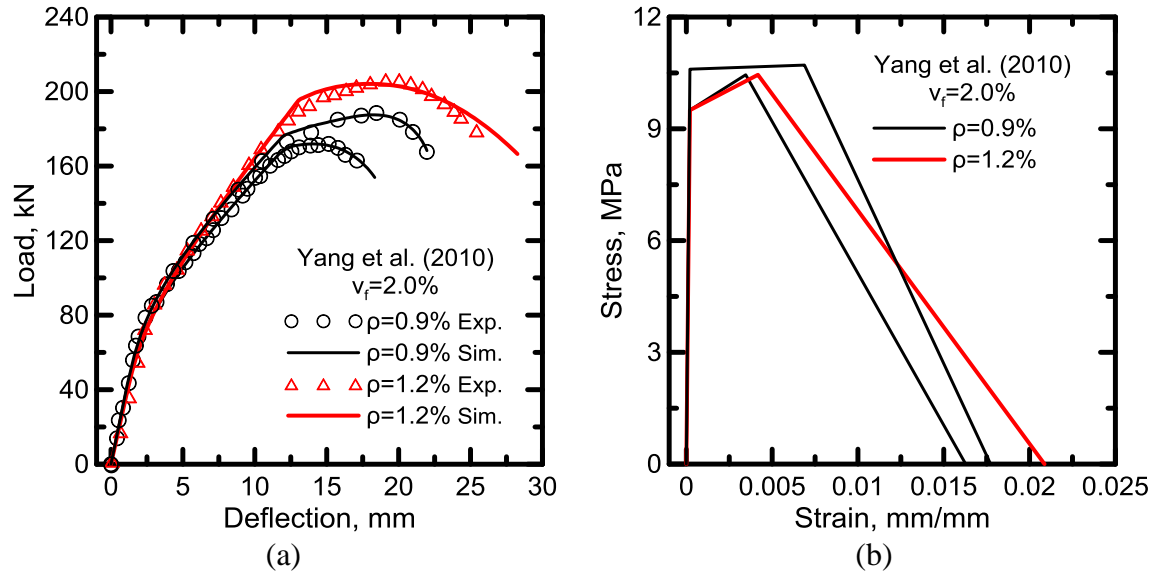 240
200
160
120
80
40
0
Load, kN
Yang et al. (2010)
v_f=2.0%
ρ=0.9% Exp.
ρ=0.9% Sim.
ρ=1.2% Exp.
ρ=1.2% Sim.
0 5 10 15 20 25 30
Deflection, mm
(a)
12
9
6
3
0
Stress, MPa
Yang et al. (2010)
v_f=2.0%
ρ=0.9%
ρ=1.2%
0 0.005 0.01 0.015 0.02 0.025
Strain, mm/mm
(b)